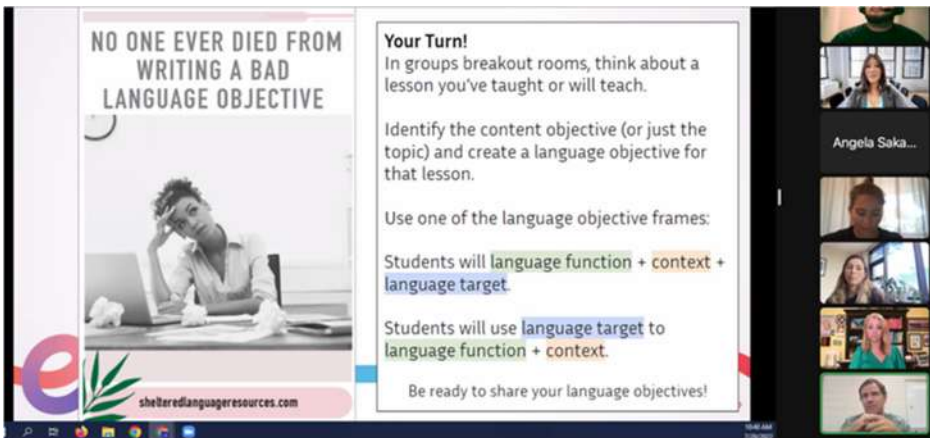 NO ONE EVER DIED FROM
WRITING A BAD
LANGUAGE OBJECTIVE
shelteredlanguageresources.com
Your Turn!
In groups breakout rooms, think about a
lesson you've taught or will teach.
Identify the content objective (or just the
topic) and create a language objective for
that lesson.
Use one of the language objective frames:
Students will language function + context +
language target.
Students will use language target to
language function + context.
Be ready to share your language objectives!
Angela Saka...
10:40 AM